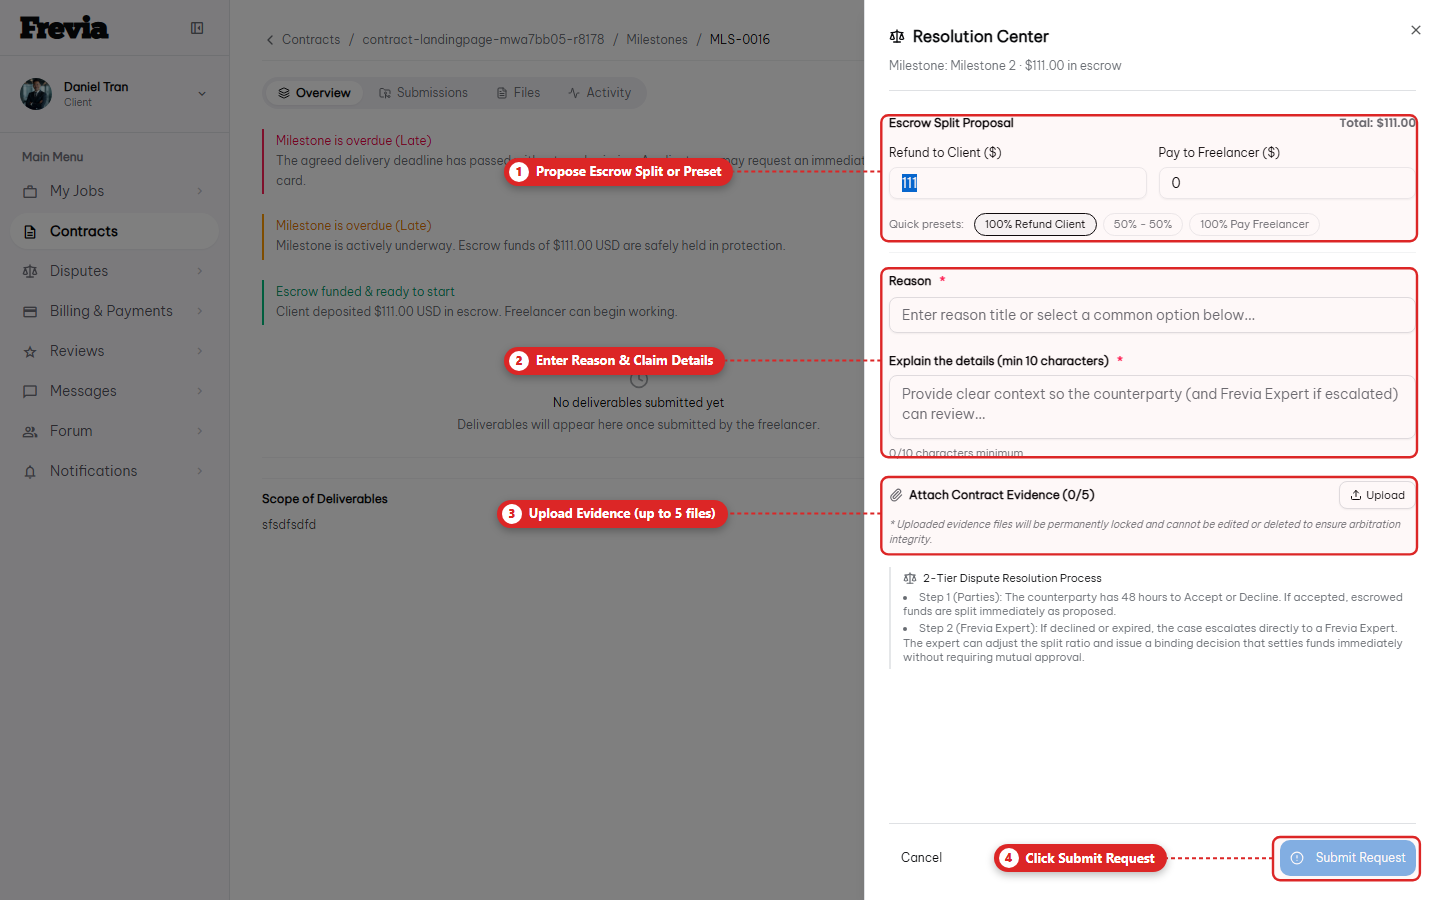 Frevia
Daniel Tran
Client
Main Menu
My Jobs
Contracts
Disputes
Billing & Payments
Reviews
Messages
Forum
Notifications
Contracts / contract-landingpage-mwa7bb05-r8178 / Milestones / MLS-0016
Overview
Submissions
Files
Activity
Milestone is overdue (Late)
The agreed delivery deadline has passed
may request an immediat
card.
Milestone is overdue (Late)
Milestone is actively underway. Escrow funds of $111.00 USD are safely held in protection.
Escrow funded & ready to start
Client deposited $111.00 USD in escrow. Freelancer can begin working.
No deliverables submitted yet
Deliverables will appear here once submitted by the freelancer.
Scope of Deliverables
sfsdfsdfd
1 Propose Escrow Split or Preset
2 Enter Reason & Claim Details
3 Upload Evidence (up to 5 files)
Resolution Center
Milestone: Milestone 2 · $111.00 in escrow
Escrow Split Proposal
Total: $111.00
Refund to Client ($)
Pay to Freelancer ($)
111
0
Quick presets:
100% Refund Client
50% - 50%
100% Pay Freelancer
Reason *
Enter reason title or select a common option below...
Explain the details (min 10 characters) *
Provide clear context so the counterparty (and Frevia Expert if escalated)
can review...
0/10 characters minimum
Attach Contract Evidence (0/5)
Upload
* Uploaded evidence files will be permanently locked and cannot be edited or deleted to ensure arbitration
integrity.
2-Tier Dispute Resolution Process
• Step 1 (Parties): The counterparty has 48 hours to Accept or Decline. If accepted, escrowed
funds are split immediately as proposed.
• Step 2 (Frevia Expert): If declined or expired, the case escalates directly to a Frevia Expert.
The expert can adjust the split ratio and issue a binding decision that settles funds immediately
without requiring mutual approval.
Cancel
4 Click Submit Request
Submit Request